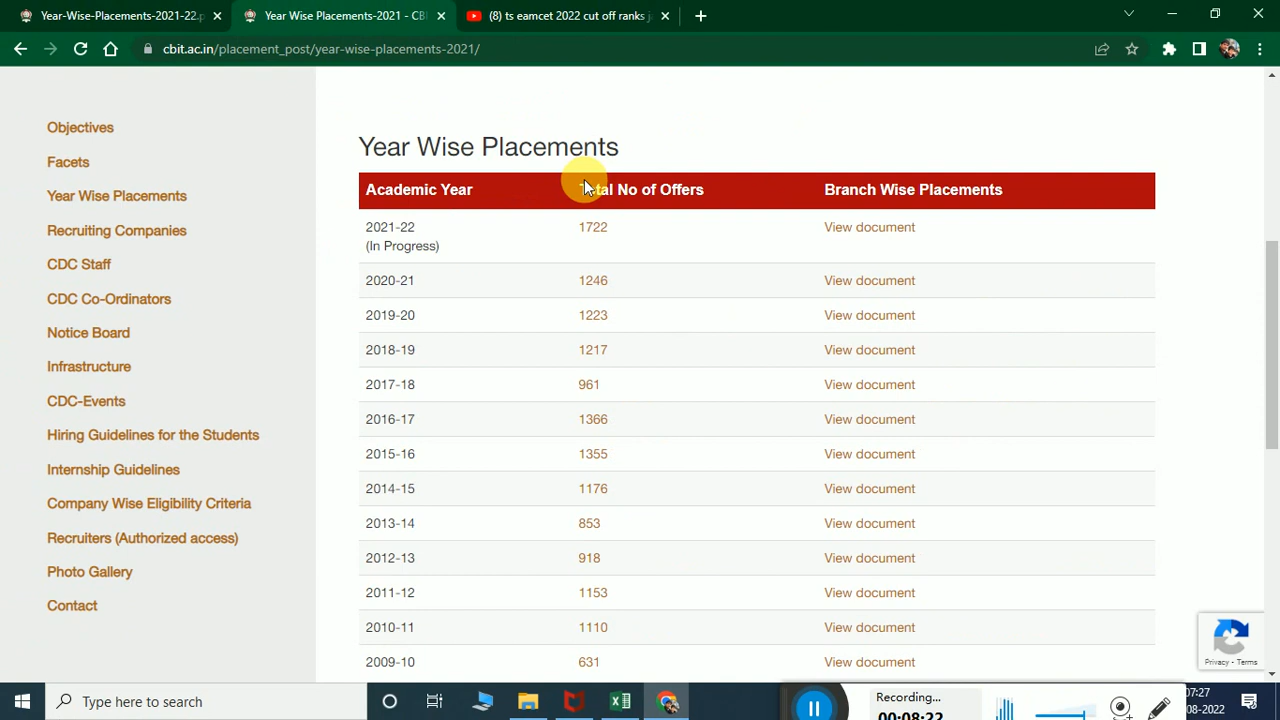 Year-Wise-Placements-2021-22.p
Year Wise Placements-2021 - CBI
(8) ts eamcet 2022 cut off ranks ja
cbit.ac.in/placement_post/year-wise-placements-2021/
Objectives
Facets
Year Wise Placements
Recruiting Companies
CDC Staff
CDC Co-Ordinators
Notice Board
Infrastructure
CDC-Events
Hiring Guidelines for the Students
Internship Guidelines
Company Wise Eligibility Criteria
Recruiters (Authorized access)
Photo Gallery
Contact
Year Wise Placements
Academic Year Total No of Offers Branch Wise Placements
2021-22 1722 View document
(In Progress)
2020-21 1246 View document
2019-20 1223 View document
2018-19 1217 View document
2017-18 961 View document
2016-17 1366 View document
2015-16 1355 View document
2014-15 1176 View document
2013-14 853 View document
2012-13 918 View document
2011-12 1153 View document
2010-11 1110 View document
2009-10 631 View document
Privacy - Terms
Type here to search
Recording...
00:08:22
07:27
08-2022